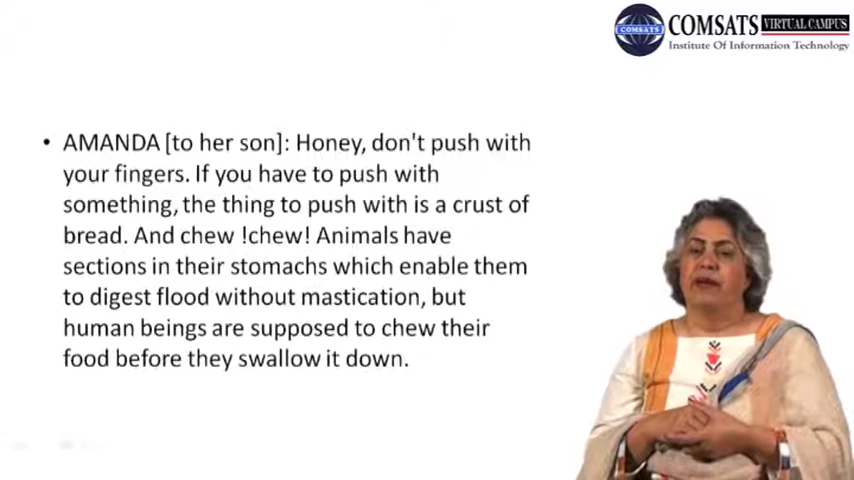 COMSATS
COMSATS VIRTUAL CAMPUS
Institute Of Information Technology
• AMANDA [to her son]: Honey, don't push with
your fingers. If you have to push with
something, the thing to push with is a crust of
bread. And chew !chew! Animals have
sections in their stomachs which enable them
to digest flood without mastication, but
human beings are supposed to chew their
food before they swallow it down.